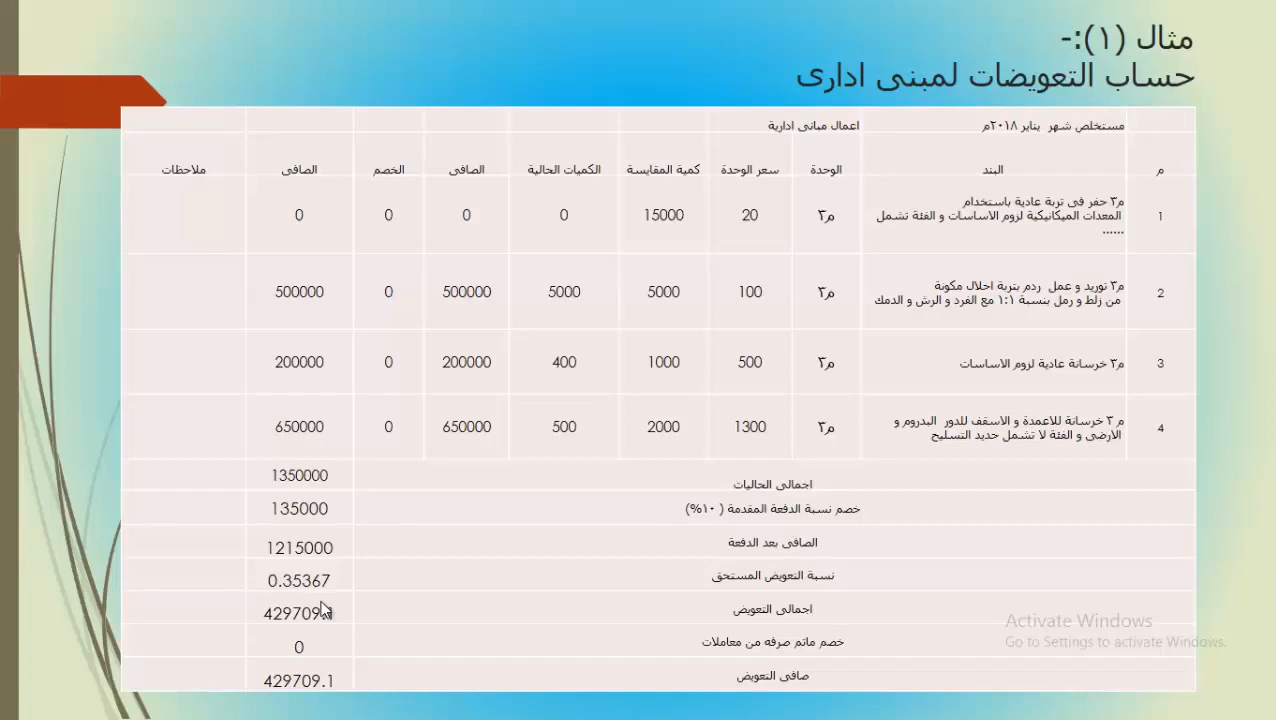 مثال (١):-
حساب التعويضات لمبنى ادارى
مستخلص شهر يناير ٢٠١٨م اعمال مبانى ادارية
م البند الوحدة سعر الوحدة كمية المقايسة الكميات الحالية الصافى الخصم الصافى ملاحظات
م٣ حفر فى تربة عادية باستخدام
1 المعدات الميكانيكية لزوم الاساسات و الفئة تشمل م٣ 20 15000 0 0 0 0
......
م٣ توريد و عمل ردم بتربة احلال مكونة
2 من زلط و رمل بنسبة ١:١ مع الفرد و الرش و الدمك م٣ 100 5000 5000 500000 0 500000
3 م٣ خرسانة عادية لزوم الاساسات م٣ 500 1000 400 200000 0 200000
م ٣ خرسانة للاعمدة و الاسقف للدور البدروم و
4 الارضى و الفئة لا تشمل حديد التسليح م٣ 1300 2000 500 650000 0 650000
اجمالى الحاليات 1350000
خصم نسبة الدفعة المقدمة ( ١٠%) 135000
الصافى بعد الدفعة 1215000
نسبة التعويض المستحق 0.35367
اجمالى التعويض
خصم ماتم صرفه من معاملات 0
صافى التعويض 429709.1
Activate Windows
Go to Settings to activate Windows.